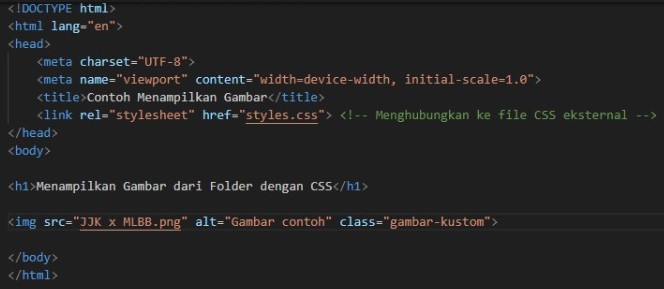 <!DOCTYPE html>
<html lang="en">
<head>
    <meta charset="UTF-8">
    <meta name="viewport" content="width=device-width, initial-scale=1.0">
    <title>Contoh Menampilkan Gambar</title>
    <link rel="stylesheet" href="styles.css"> <!-- Menghubungkan ke file CSS eksternal -->
</head>
<body>

<h1>Menampilkan Gambar dari Folder dengan CSS</h1>

<img src="JJK x MLBB.png" alt="Gambar contoh" class="gambar-kustom">

</body>
</html>